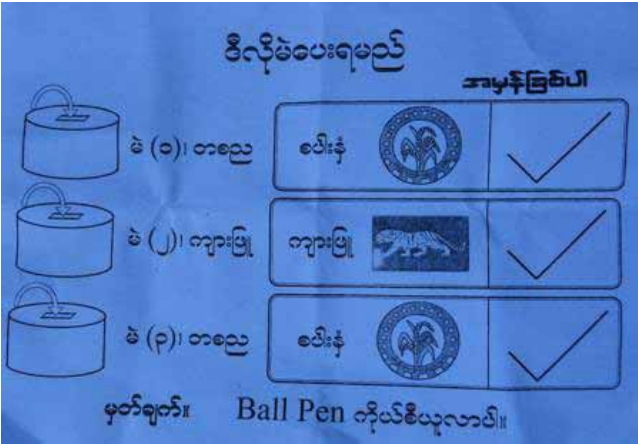 ဒီလိုမဲပေးရမည်
အမှန်ခြစ်ပါ
မဲ (၁)၊ တစည စပါးနှံ
မဲ (၂)၊ ကျားဖြူ ကျားဖြူ
မဲ (၃)၊ တစည စပါးနှံ
မှတ်ချက်။ Ball Pen ကိုယ်စီယူလာပါ။